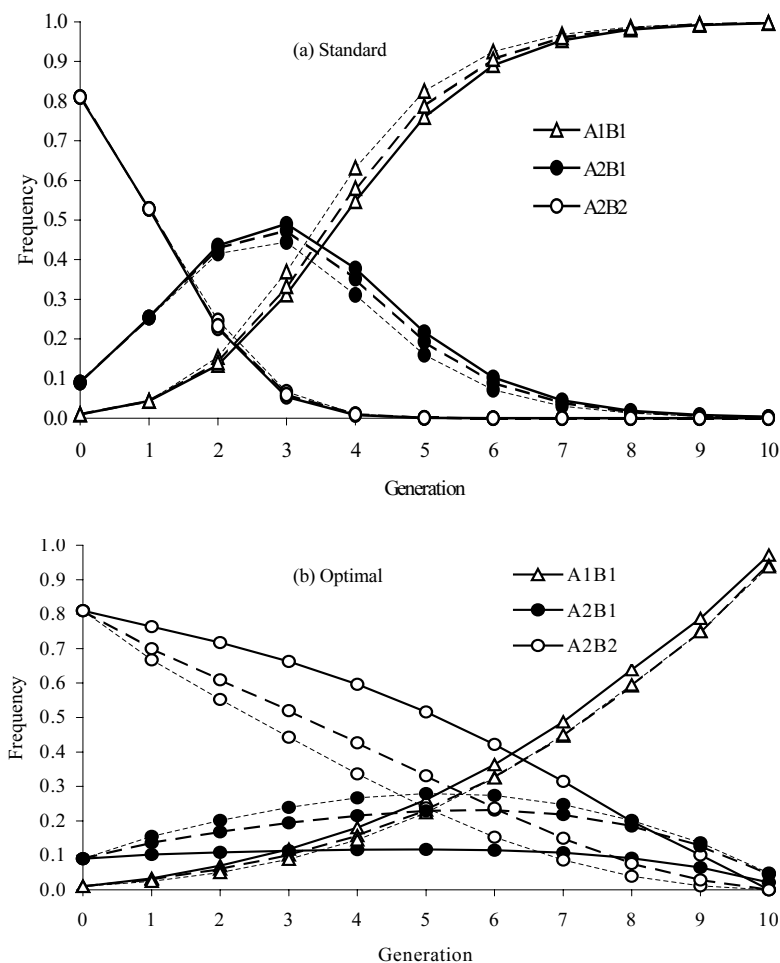 1.0
(a) Standard
0.9
0.8
0.7
A1B1
0.6
A2B1
0.5
A2B2
0.4
0.3
0.2
0.1
0.0
Frequency
0 1 2 3 4 5 6 7 8 9 10
Generation
1.0
(b) Optimal
A1B1
0.9
A2B1
0.8
A2B2
0.7
0.6
0.5
0.4
0.3
0.2
0.1
0.0
Frequency
0 1 2 3 4 5 6 7 8 9 10
Generation